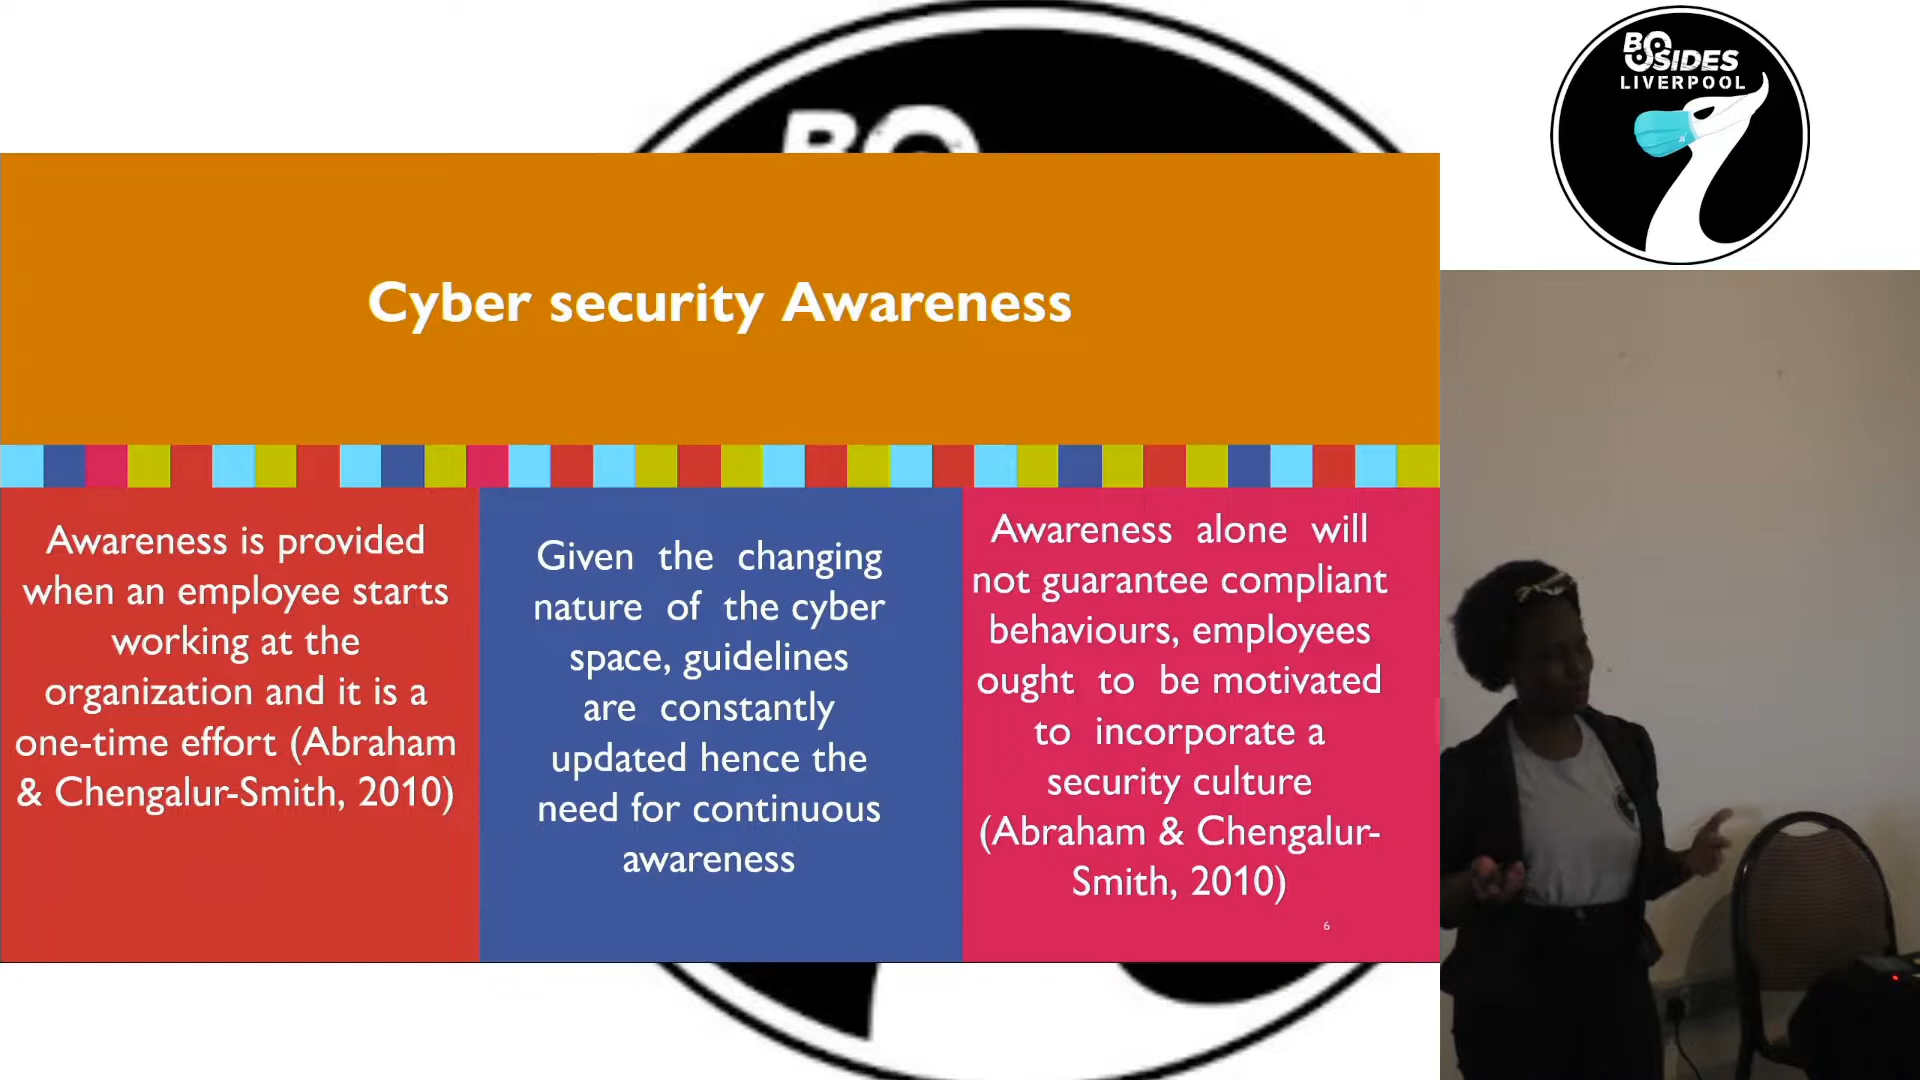 BSIDES
LIVERPOOL
Cyber security Awareness
Awareness is provided
when an employee starts
working at the
organization and it is a
one-time effort (Abraham
& Chengalur-Smith, 2010)
Given the changing
nature of the cyber
space, guidelines
are constantly
updated hence the
need for continuous
awareness
Awareness alone will
not guarantee compliant
behaviours, employees
ought to be motivated
to incorporate a
security culture
(Abraham & Chengalur-
Smith, 2010)
6